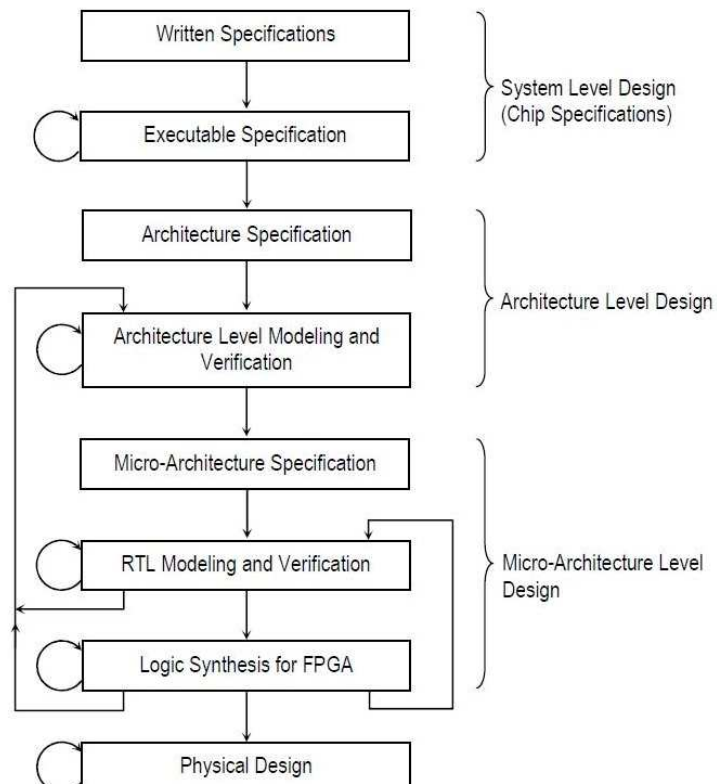 Written Specifications
System Level Design
(Chip Specifications)
Executable Specification
Architecture Specification
Architecture Level Design
Architecture Level Modeling and
Verification
Micro-Architecture Specification
RTL Modeling and Verification
Micro-Architecture Level
Design
Logic Synthesis for FPGA
Physical Design